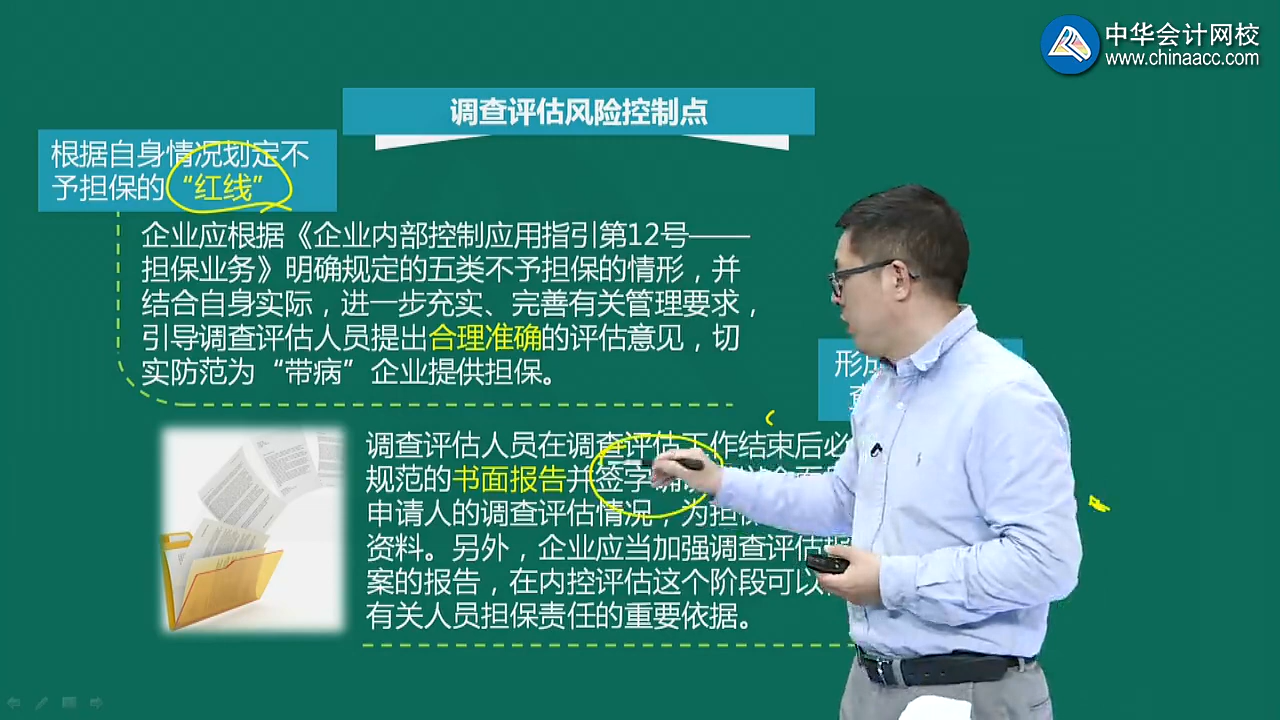 中华会计网校
www.chinaacc.com
调查评估风险控制点
根据自身情况划定不
予担保的“红线”
企业应根据《企业内部控制应用指引第12号——
担保业务》明确规定的五类不予担保的情形，并
结合自身实际，进一步充实、完善有关管理要求，
引导调查评估人员提出合理准确的评估意见，切
实防范为“带病”企业提供担保。
调查评估人员在调查评估工作结束后必
规范的书面报告并签字确认
申请人的调查评估情况，为担保
资料。另外，企业应当加强调查评估报
案的报告，在内控评估这个阶段可以
有关人员担保责任的重要依据。